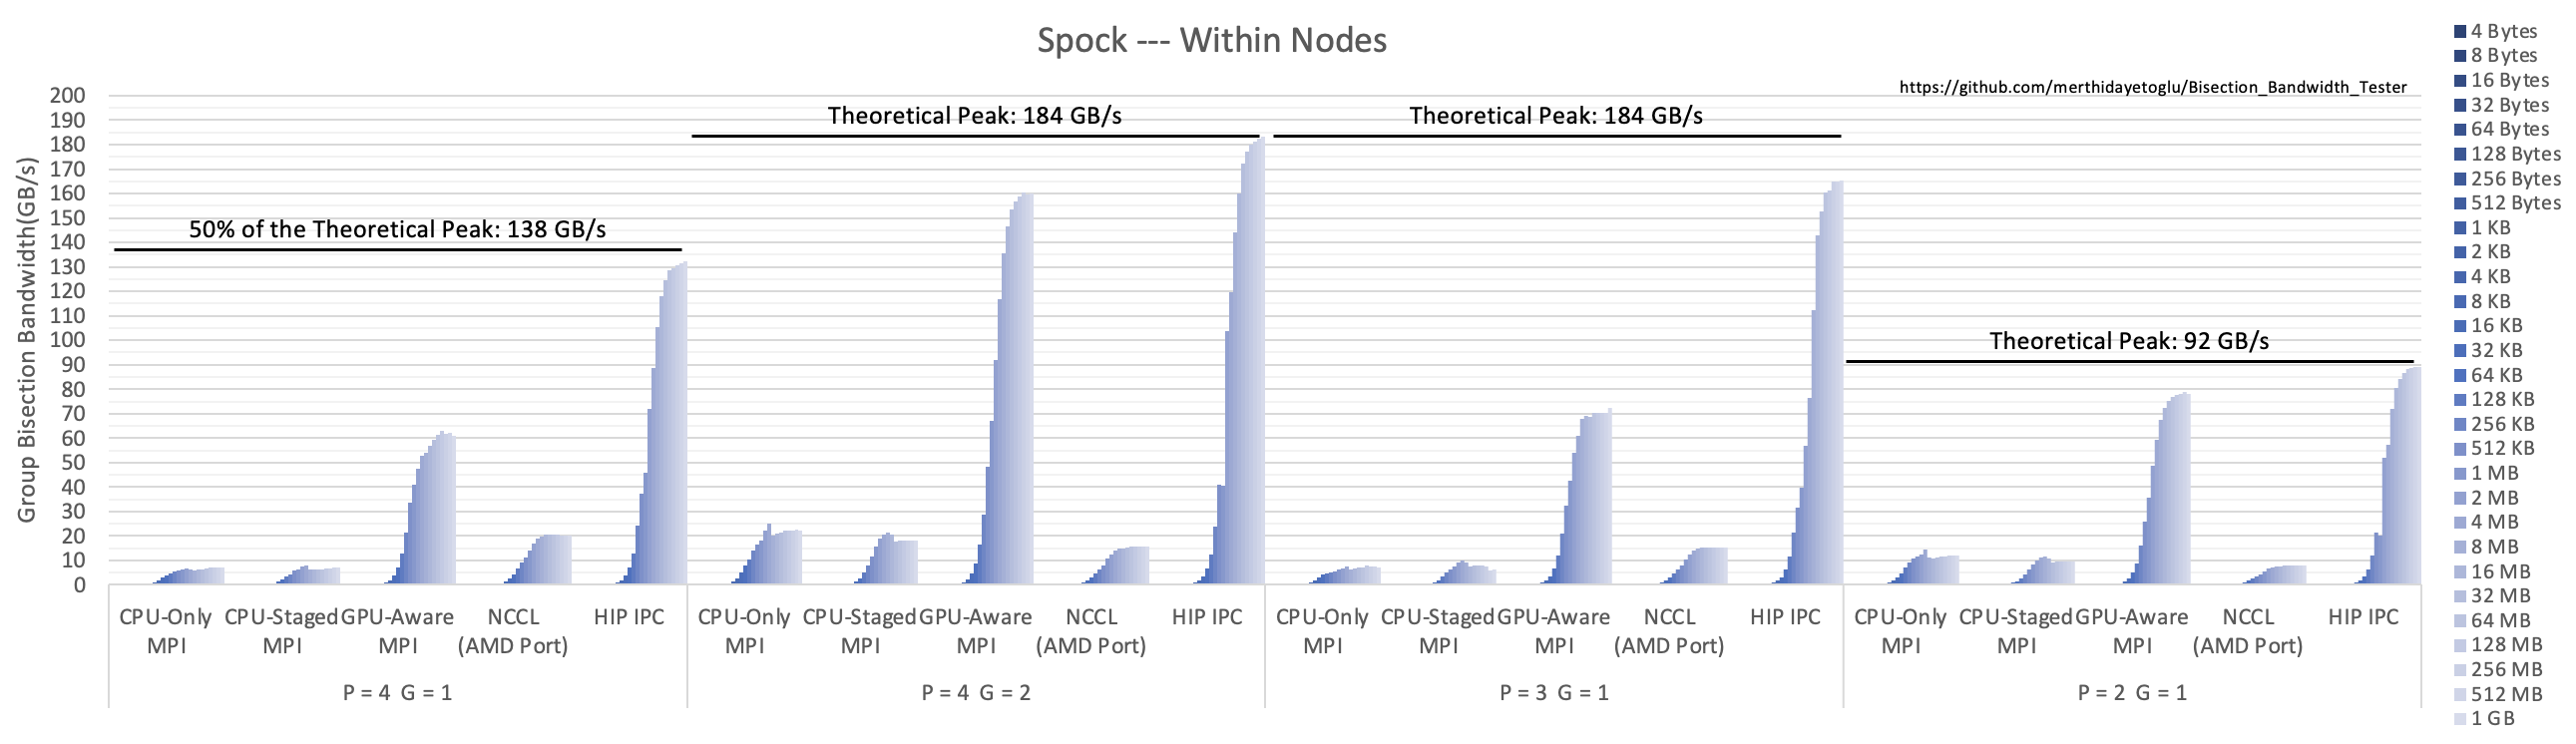 Spock --- Within Nodes
https://github.com/merthidayetoglu/Bisection_Bandwidth_Tester
Group Bisection Bandwidth(GB/s)
200
190
180
170
160
150
140
130
120
110
100
90
80
70
60
50
40
30
20
10
0
50% of the Theoretical Peak: 138 GB/s
Theoretical Peak: 184 GB/s
Theoretical Peak: 184 GB/s
Theoretical Peak: 92 GB/s
CPU-Only MPI
CPU-Staged MPI
GPU-Aware MPI
NCCL (AMD Port)
HIP IPC
P = 4 G = 1
CPU-Only MPI
CPU-Staged MPI
GPU-Aware MPI
NCCL (AMD Port)
HIP IPC
P = 4 G = 2
CPU-Only MPI
CPU-Staged MPI
GPU-Aware MPI
NCCL (AMD Port)
HIP IPC
P = 3 G = 1
CPU-Only MPI
CPU-Staged MPI
GPU-Aware MPI
NCCL (AMD Port)
HIP IPC
P = 2 G = 1
4 Bytes
8 Bytes
16 Bytes
32 Bytes
64 Bytes
128 Bytes
256 Bytes
512 Bytes
1 KB
2 KB
4 KB
8 KB
16 KB
32 KB
64 KB
128 KB
256 KB
512 KB
1 MB
2 MB
4 MB
8 MB
16 MB
32 MB
64 MB
128 MB
256 MB
512 MB
1 GB